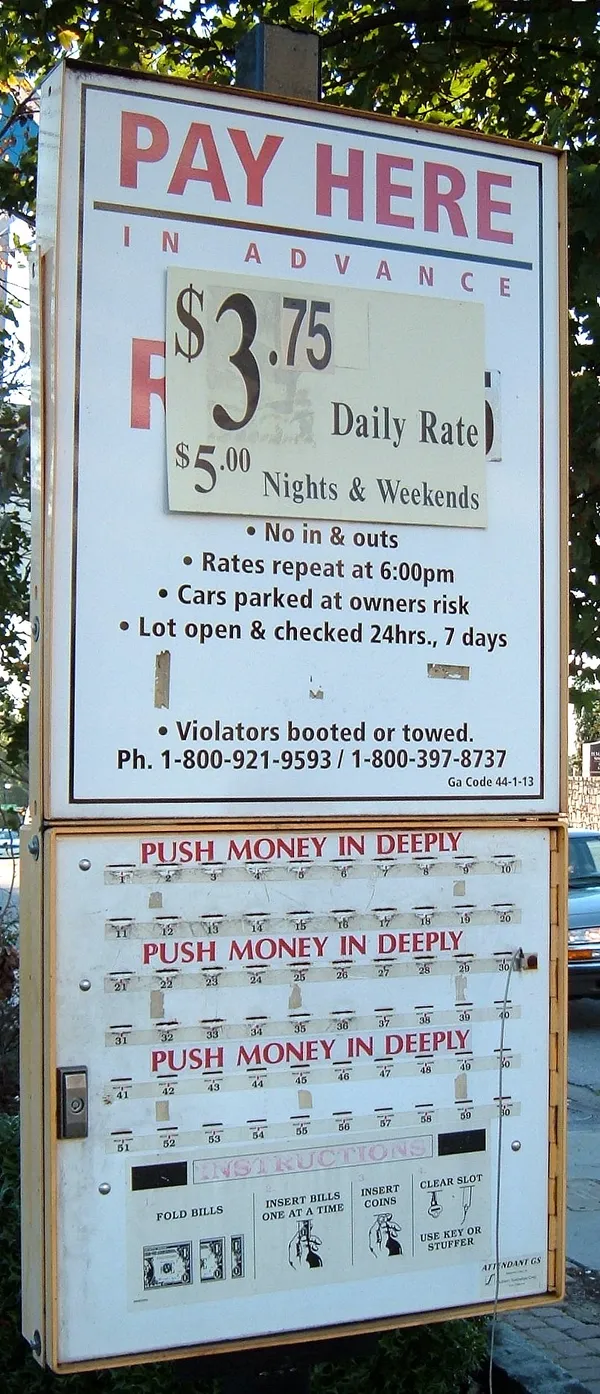 PAY HERE
IN ADVANCE
R
$3.75
Daily Rate
$5.00 Nights & Weekends
• No in & outs
• Rates repeat at 6:00pm
• Cars parked at owners risk
• Lot open & checked 24hrs., 7 days
• Violators booted or towed.
Ph. 1-800-921-9593 / 1-800-397-8737
Ga Code 44-1-13
PUSH MONEY IN DEEPLY
1 2 3 4 5 6 7 8 9 10
11 12 13 14 15 16 17 18 19 20
PUSH MONEY IN DEEPLY
21 22 23 24 25 26 27 28 29 30
31 32 33 34 35 36 37 38 39 40
PUSH MONEY IN DEEPLY
41 42 43 44 45 46 47 48 49 50
51 52 53 54 55 56 57 58 59 60
INSTRUCTIONS
FOLD BILLS
INSERT BILLS
ONE AT A TIME
INSERT
COINS
CLEAR SLOT
USE KEY OR
STUFFER
ATTENDANT GS